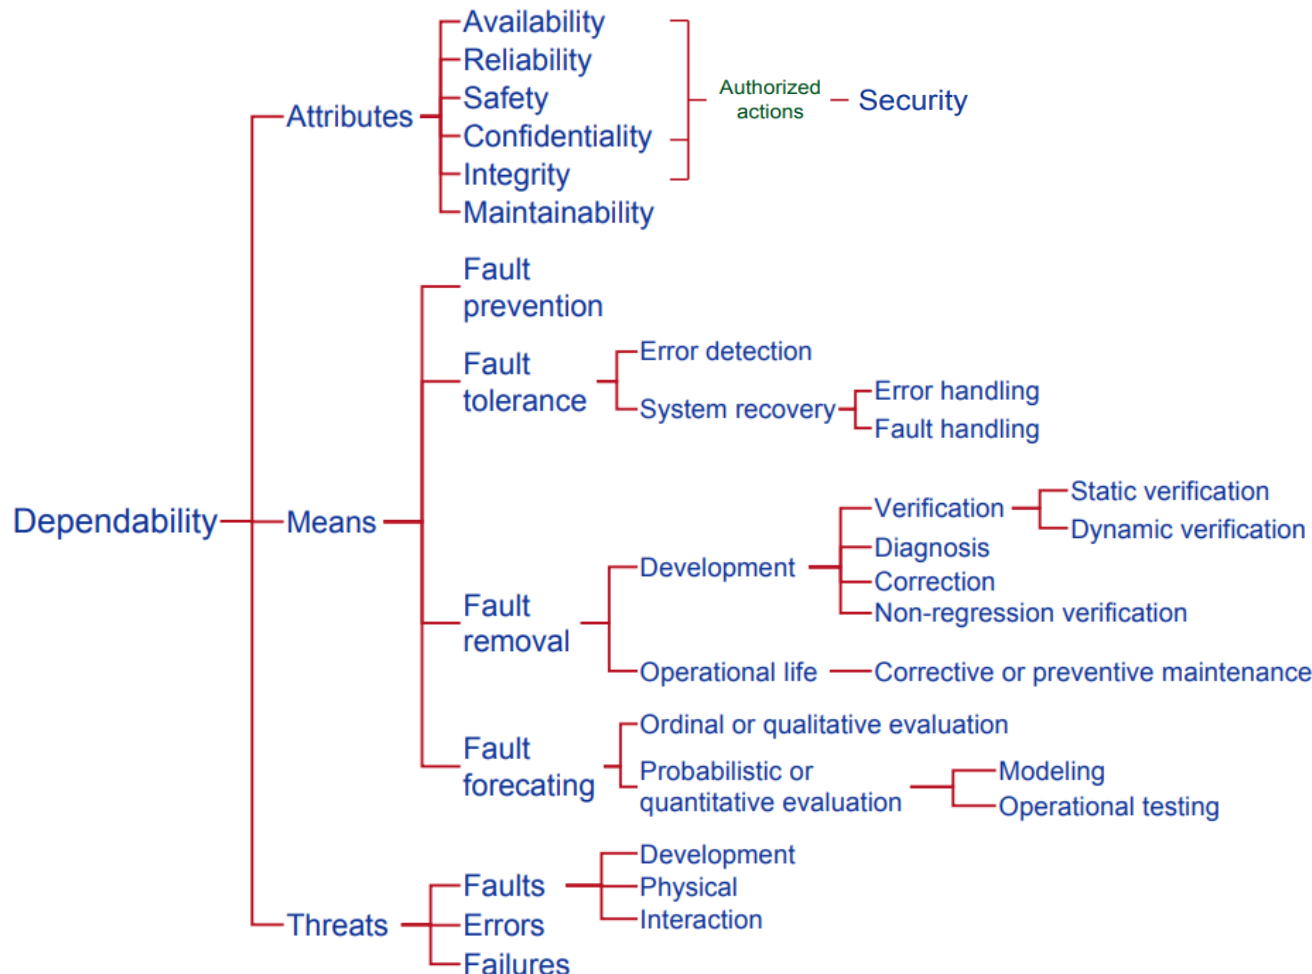 Availability
Reliability
Safety
Confidentiality
Integrity
Maintainability
Attributes
Authorized
actions
Security
Fault
prevention
Fault
tolerance
Error detection
System recovery
Error handling
Fault handling
Dependability
Means
Fault
removal
Development
Verification
Static verification
Dynamic verification
Diagnosis
Correction
Non-regression verification
Operational life
Corrective or preventive maintenance
Fault
forecating
Ordinal or qualitative evaluation
Probabilistic or
quantitative evaluation
Modeling
Operational testing
Threats
Faults
Development
Physical
Interaction
Errors
Failures